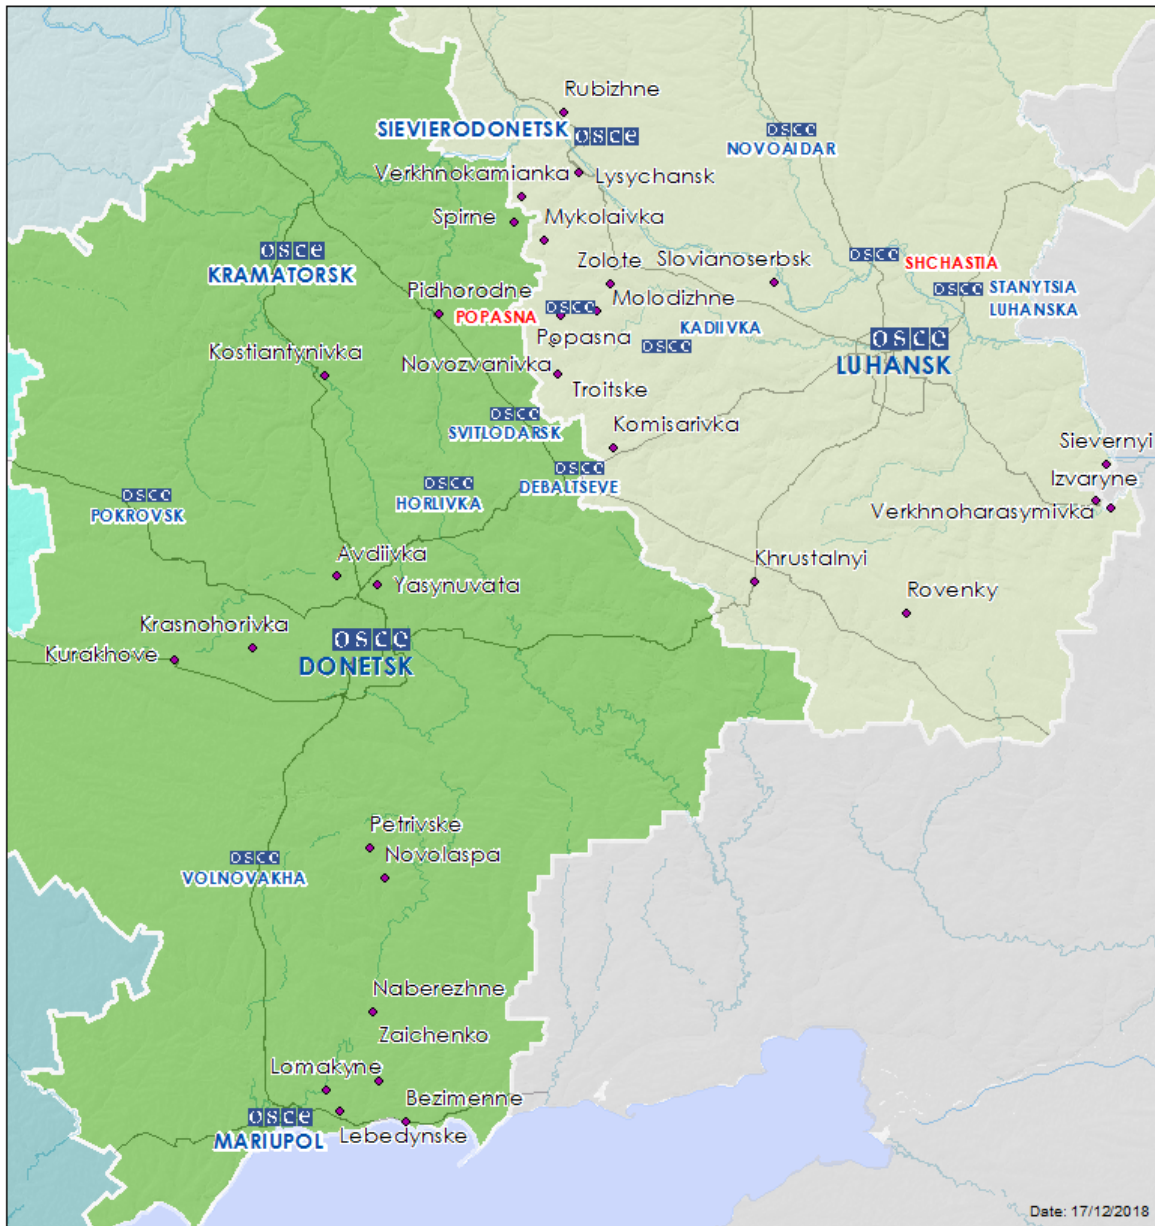 Rubizhne
SIEVIERODONETSK
osce
osce
NOVOAIDAR
Verkhnokamianka
Lysychansk
Spirne
Mykolaivka
osce
KRAMATORSK
Zolote
Slovianoserbsk
osce
SHCHASTIA
osce
STANYTSIA
LUHANSKA
Pidhorodne
POPASNA
osce
Molodizhne
KADIIVKA
osce
Popasna
osce
LUHANSK
Kostiantynivka
Novozvanivka
Troitske
osce
SVITLODARSK
Komisarivka
Sievernyi
osce
DEBALTSEVE
osce
HORLIVKA
osce
POKROVSK
Izvaryne
Verkhnoharasymivka
Avdiivka
Yasynuvata
Khrustalnyi
Rovenky
Krasnohorivka
Kurakhove
osce
DONETSK
Petrivske
Novolaspa
osce
VOLNOVAKHA
Naberezhne
Zaichenko
Lomakyne
Bezimenne
osce
MARIUPOL
Lebedynske
Date: 17/12/2018